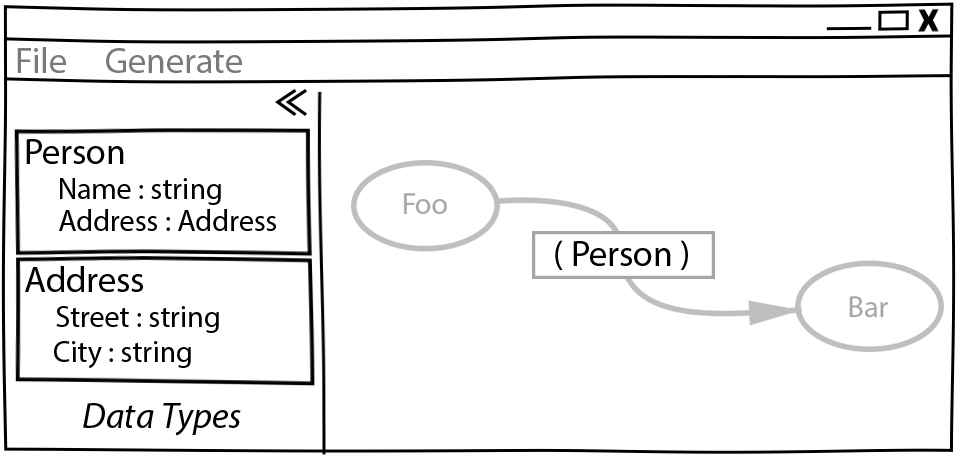 X
File Generate
Person
Name : string
Address : Address
Address
Street : string
City : string
Data Types
Foo
( Person )
Bar